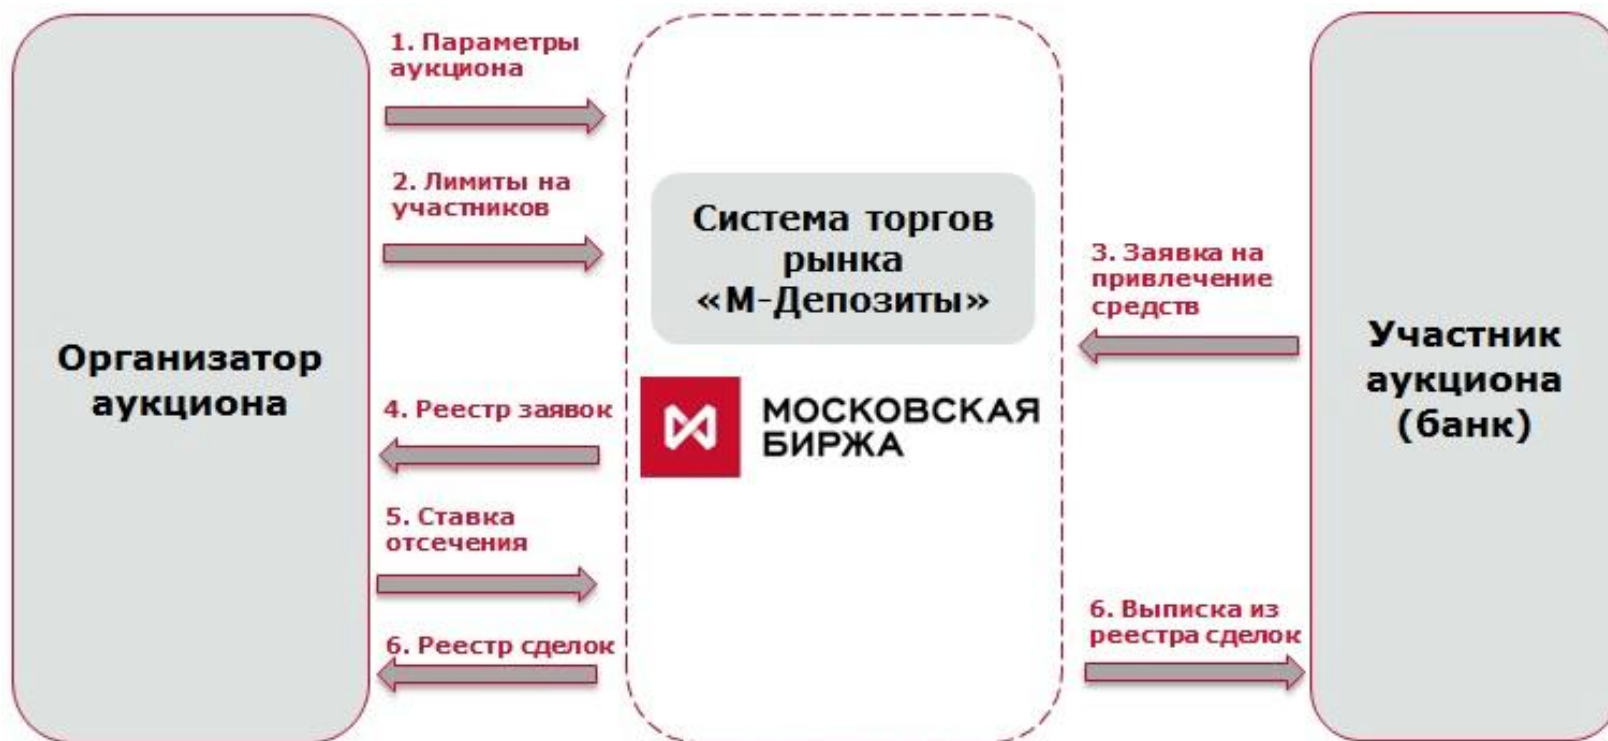 1. Параметры
аукциона
2. Лимиты на
участников
Организатор
аукциона
4. Реестр заявок
5. Ставка
отсечения
6. Реестр сделок
Система торгов
рынка
«М-Депозиты»
МОСКОВСКАЯ
БИРЖА
3. Заявка на
привлечение
средств
6. Выписка из
реестра сделок
Участник
аукциона
(банк)